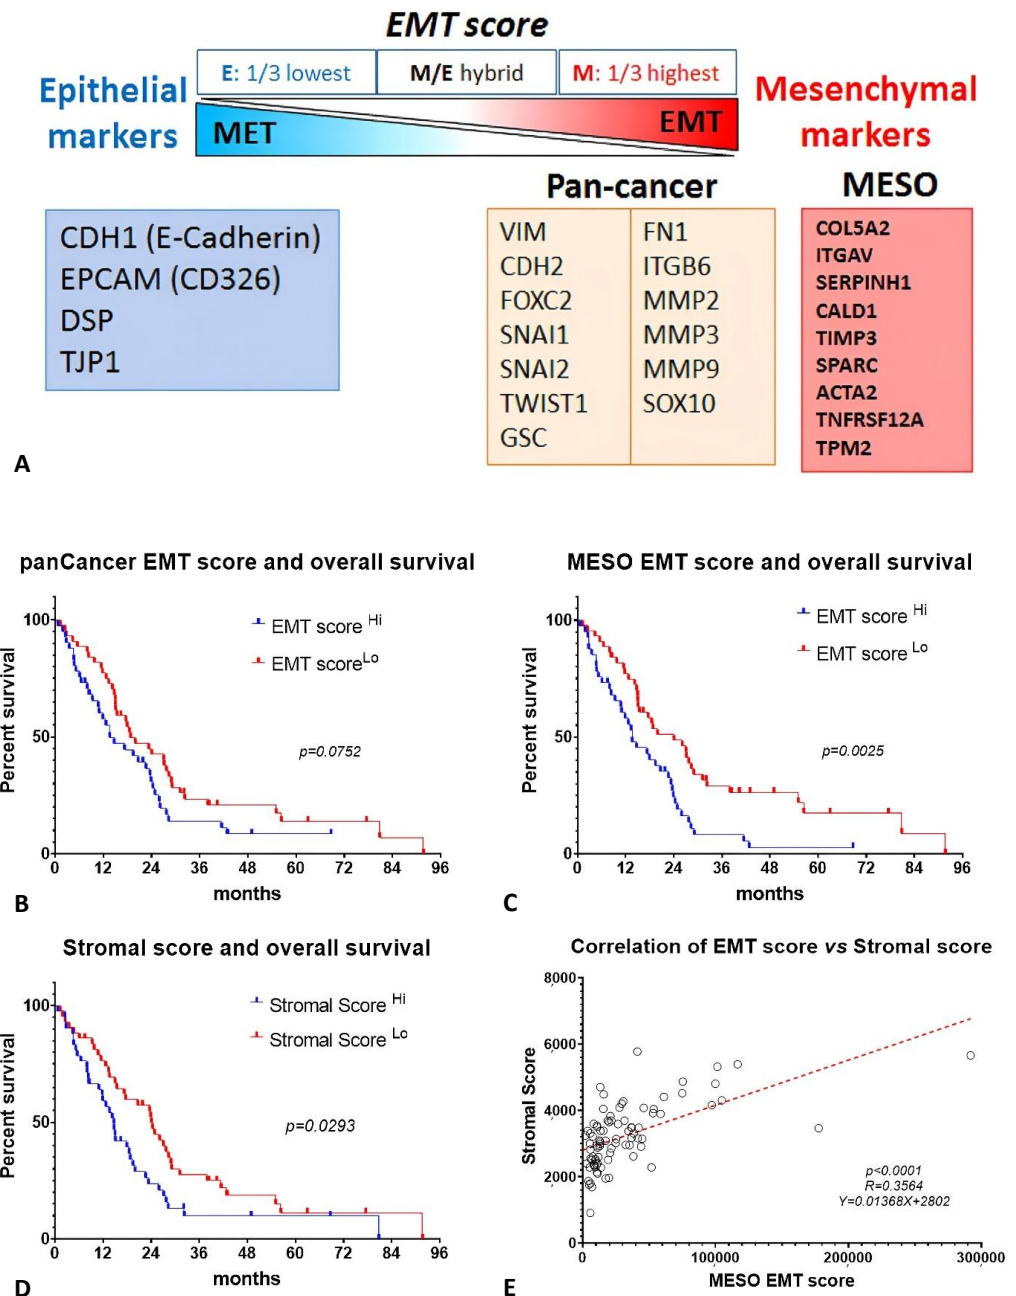 EMT score
E: 1/3 lowest
M/E hybrid
M: 1/3 highest
Epithelial
markers
MET
EMT
Mesenchymal
markers
Pan-cancer
MESO
CDH1 (E-Cadherin)
EPCAM (CD326)
DSP
TJP1
VIM
CDH2
FOXC2
SNAI1
SNAI2
TWIST1
GSC
FN1
ITGB6
MMP2
MMP3
MMP9
SOX10
COL5A2
ITGAV
SERPINH1
CALD1
TIMP3
SPARC
ACTA2
TNFRSF12A
TPM2
A
panCancer EMT score and overall survival
Percent survival
100
50
0
EMT score Hi
EMT score Lo
p=0.0752
0 12 24 36 48 60 72 84 96
months
B
MESO EMT score and overall survival
Percent survival
100
50
0
EMT score Hi
EMT score Lo
p=0.0025
0 12 24 36 48 60 72 84 96
months
C
Stromal score and overall survival
Percent survival
100
50
0
Stromal Score Hi
Stromal Score Lo
p=0.0293
0 12 24 36 48 60 72 84 96
months
D
Correlation of EMT score vs Stromal score
Stromal Score
8000
6000
4000
2000
0
p<0.0001
R=0.3564
Y=0.01368X+2802
0 100000 200000 300000
MESO EMT score
E